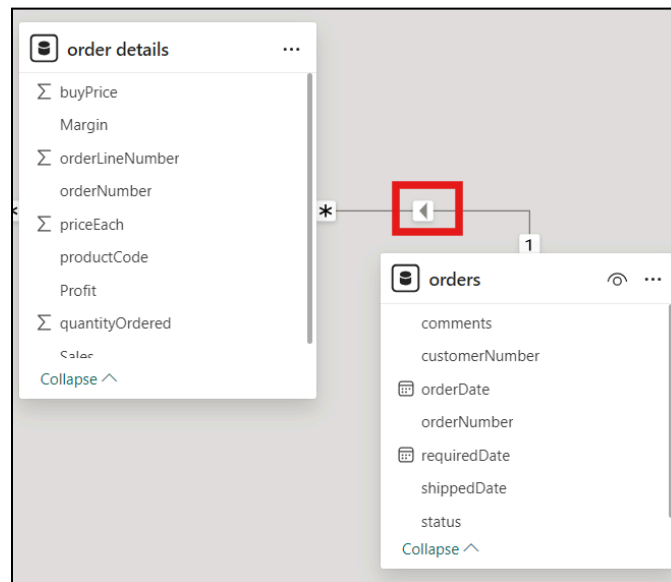 order details ...
Σ buyPrice
Margin
Σ orderLineNumber
orderNumber
Σ priceEach
productCode
Profit
Σ quantityOrdered
Sales
Collapse
*
1
orders ...
comments
customerNumber
orderDate
orderNumber
requiredDate
shippedDate
status
Collapse